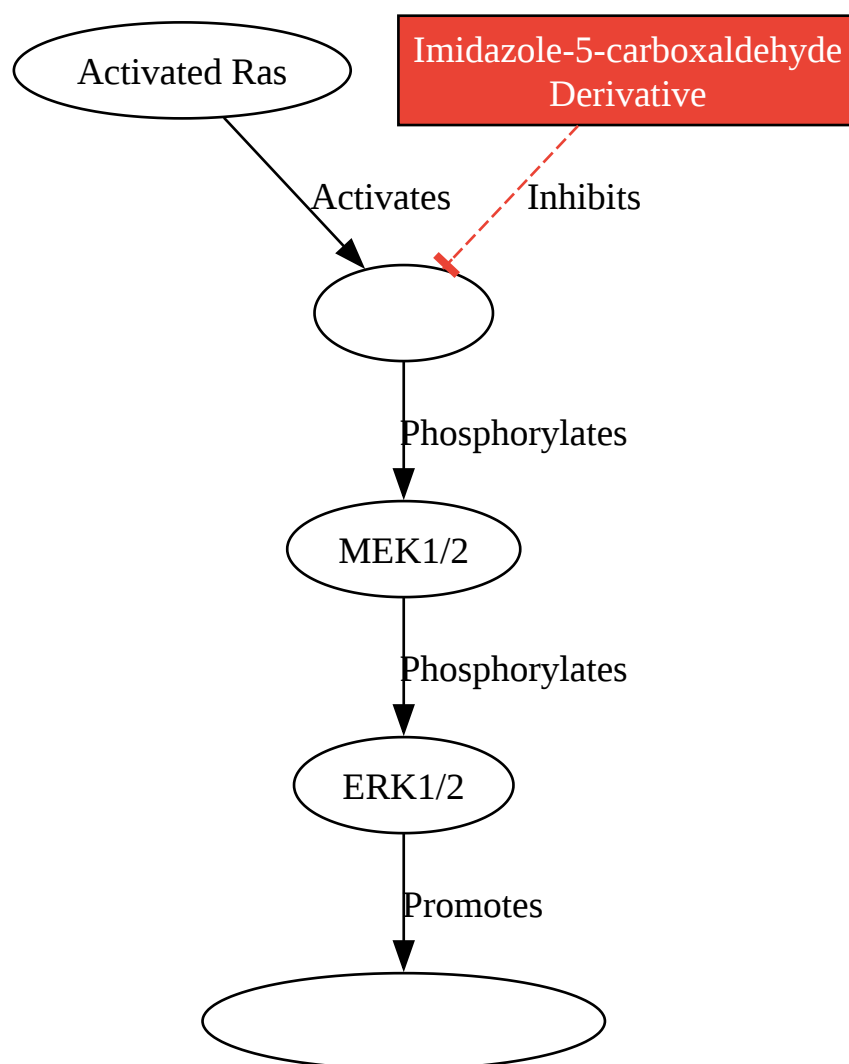 Activated Ras
Imidazole-5-carboxaldehyde
Derivative
Activates
Inhibits
Phosphorylates
MEK1/2
Phosphorylates
ERK1/2
Promotes